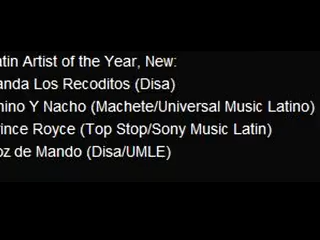 atin Artist of the Year, New:
anda Los Recoditos (Disa)
hino Y Nacho (Machete/Universal Music Latino)
rince Royce (Top Stop/Sony Music Latin)
oz de Mando (Disa/UMLE)